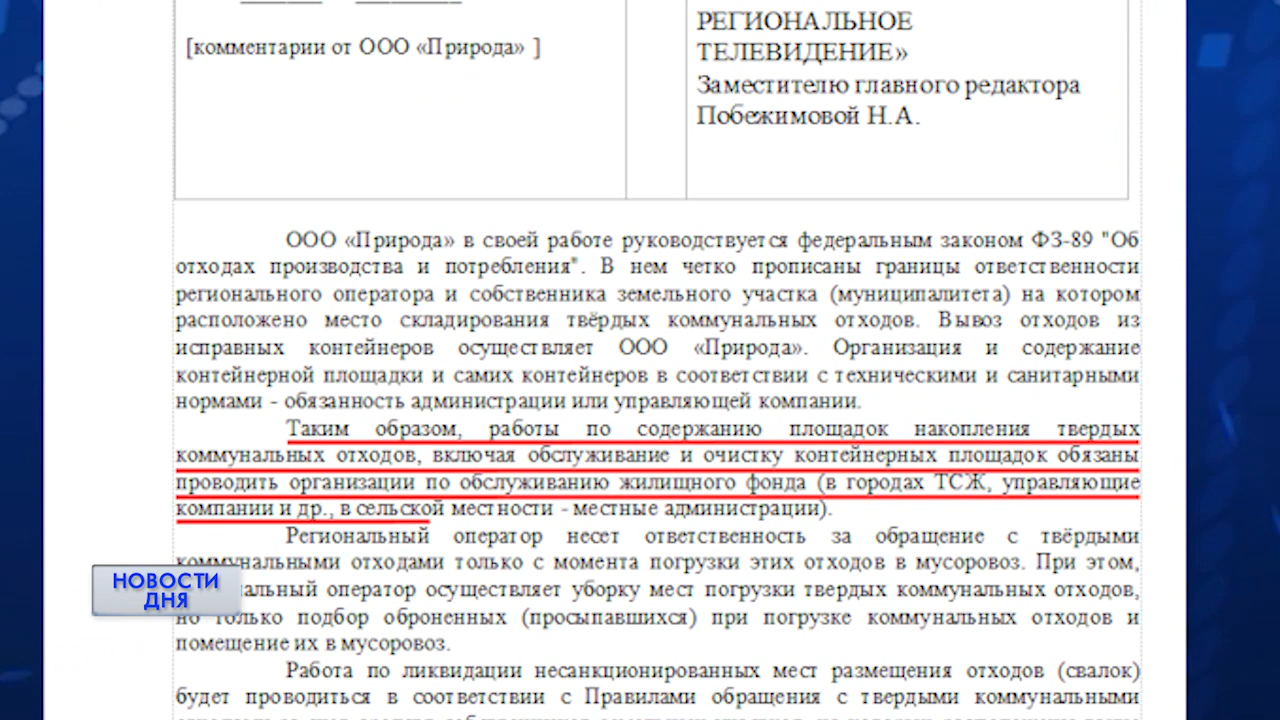 РЕГИОНАЛЬНОЕ
[комментарии от ООО «Природа» ]
ТЕЛЕВИДЕНИЕ»
Заместителю главного редактора
Побежимовой Н.А.
ООО «Природа» в своей работе руководствуется федеральным законом ФЗ-89 "Об
отходах производства и потребления". В нем четко прописаны границы ответственности
регионального оператора и собственника земельного участка (муниципалитета) на котором
расположено место складирования твёрдых коммунальных отходов. Вывоз отходов из
исправных контейнеров осуществляет ООО «Природа». Организация и содержание
контейнерной площадки и самих контейнеров в соответствии с техническими и санитарными
нормами - обязанность администрации или управляющей компании.
Таким образом, работы по содержанию площадок накопления твердых
коммунальных отходов, включая обслуживание и очистку контейнерных площадок обязаны
проводить организации по обслуживанию жилищного фонда (в городах ТСЖ, управляющие
компании и др., в сельской местности - местные администрации).
Региональный оператор несет ответственность за обращение с твёрдыми
коммунальными отходами только с момента погрузки этих отходов в мусоровоз. При этом,
нальный оператор осуществляет уборку мест погрузки твердых коммунальных отходов,
но только подбор оброненных (просыпавшихся) при погрузке коммунальных отходов и
помещение их в мусоровоз.
Работа по ликвидации несанкционированных мест размещения отходов (свалок)
будет проводиться в соответствии с Правилами обращения с твердыми коммунальными
НОВОСТИ
ДНЯ